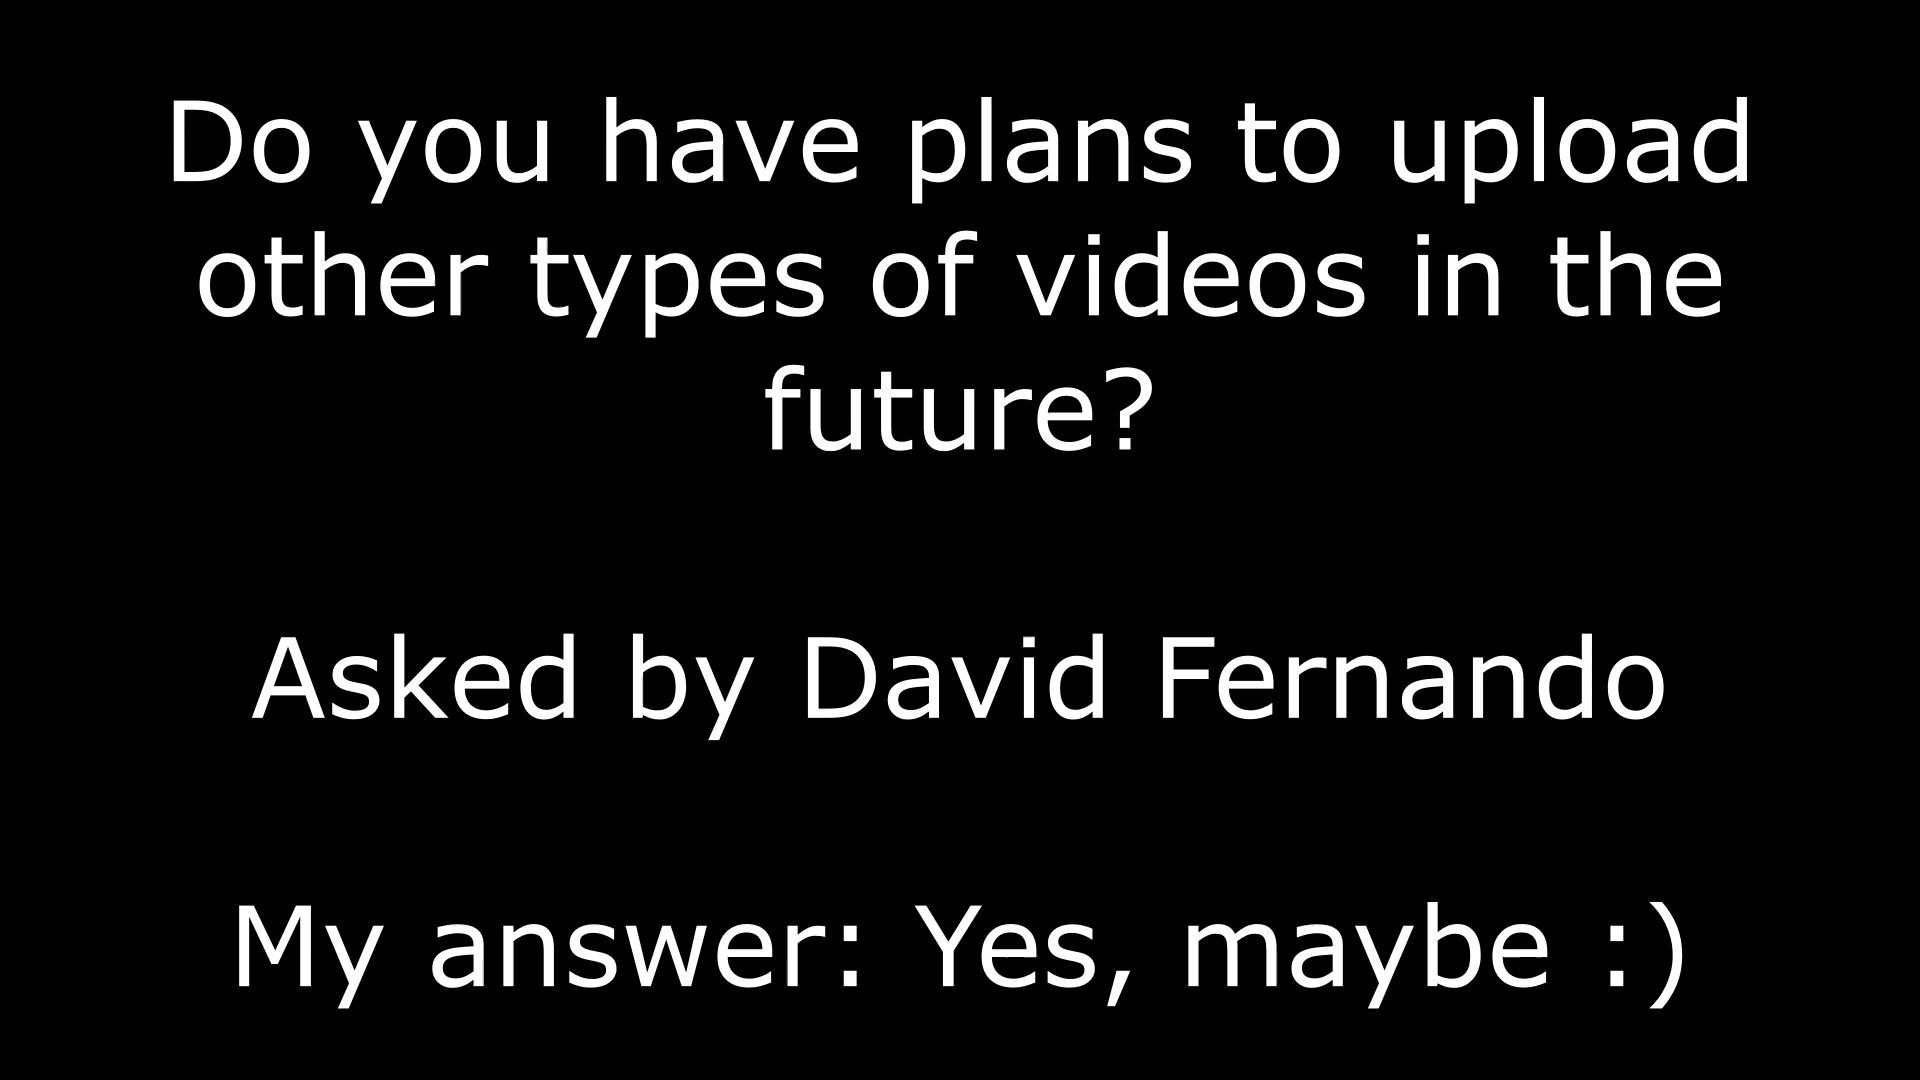 Do you have plans to upload
other types of videos in the
future?
Asked by David Fernando
My answer: Yes, maybe :)